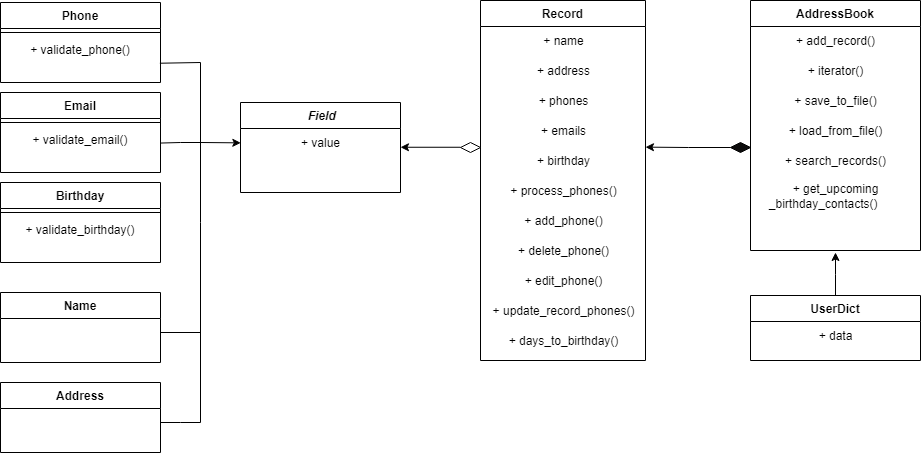 Phone
+ validate_phone()
Email
+ validate_email()
Birthday
+ validate_birthday()
Name
Address
Field
+ value
Record
+ name
+ address
+ phones
+ emails
+ birthday
+ process_phones()
+ add_phone()
+ delete_phone()
+ edit_phone()
+ update_record_phones()
+ days_to_birthday()
AddressBook
+ add_record()
+ iterator()
+ save_to_file()
+ load_from_file()
+ search_records()
+ get_upcoming
_birthday_contacts()
UserDict
+ data